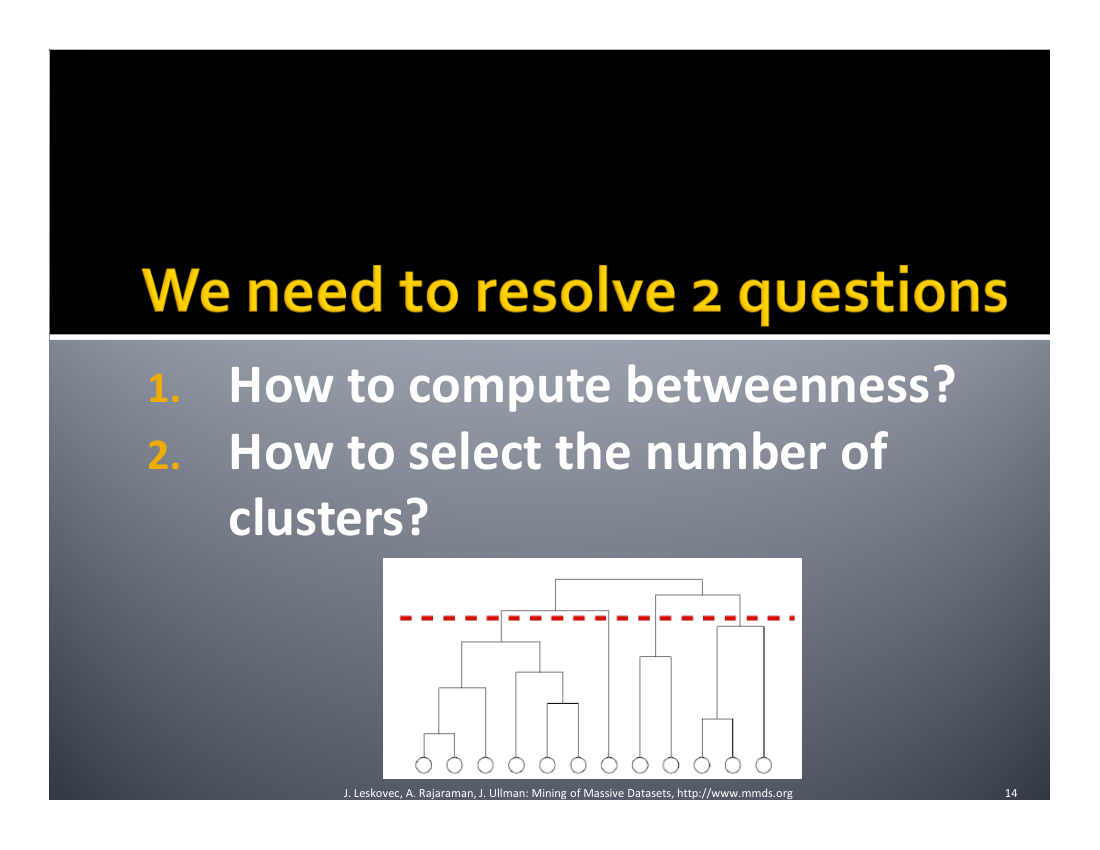 We need to resolve 2 questions
1. How to compute betweenness?
2. How to select the number of
clusters?
J. Leskovec, A. Rajaraman, J. Ullman: Mining of Massive Datasets, http://www.mmds.org
14